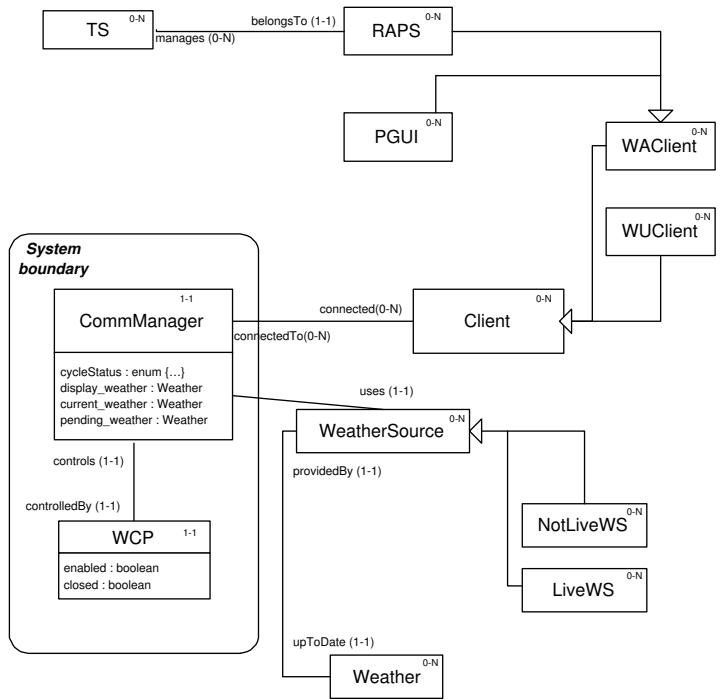 TS
0-N
belongsTo (1-1)
manages (0-N)
RAPS
0-N
PGUI
0-N
WAClient
0-N
WUClient
0-N
System
boundary
CommManager
1-1
cycleStatus : enum {...}
display_weather : Weather
current_weather : Weather
pending_weather : Weather
connected(0-N)
connectedTo(0-N)
Client
0-N
uses (1-1)
WeatherSource
0-N
providedBy (1-1)
controls (1-1)
controlledBy (1-1)
WCP
1-1
enabled : boolean
closed : boolean
NotLiveWS
0-N
LiveWS
0-N
upToDate (1-1)
Weather
0-N